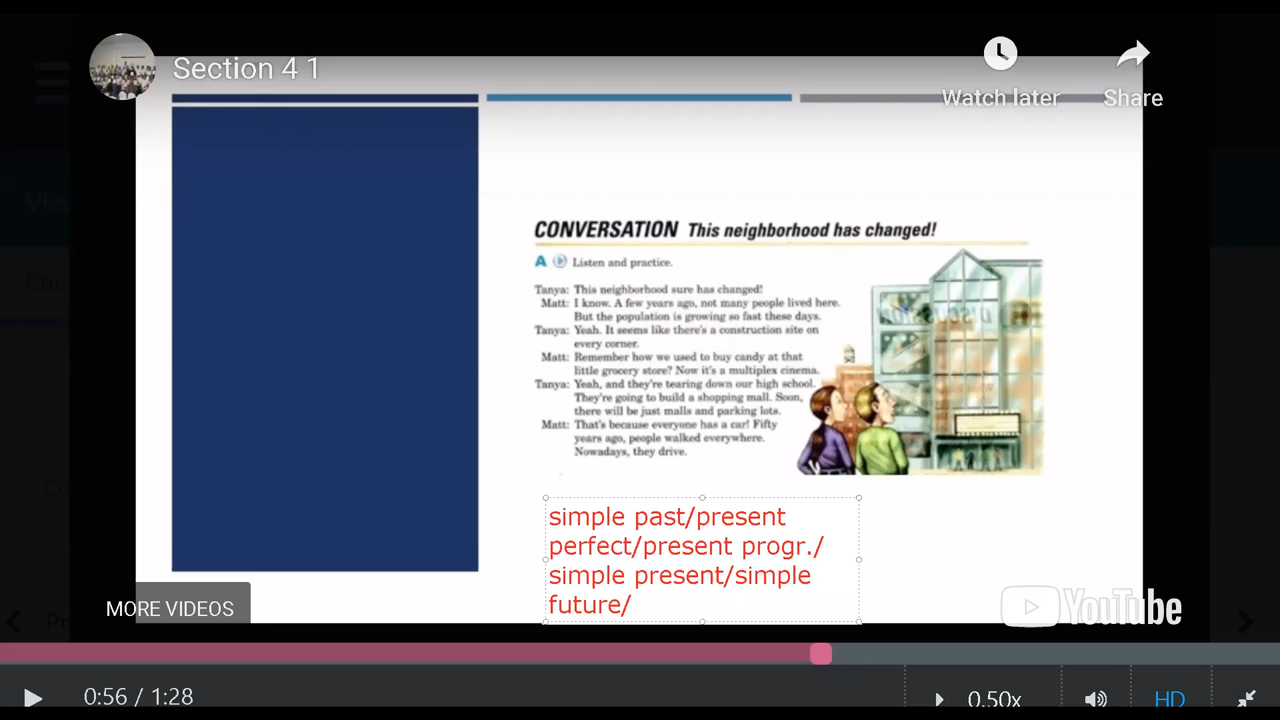 Section 4 1
Watch later
Share
CONVERSATION This neighborhood has changed!
A Listen and practice.
Tanya: This neighborhood sure has changed!
Matt: I know. A few years ago, not many people lived here.
But the population is growing so fast these days.
Tanya: Yeah. It seems like there's a construction site on
every corner.
Matt: Remember how we used to buy candy at that
little grocery store? Now it's a multiplex cinema.
Tanya: Yeah, and they're tearing down our high school.
They're going to build a shopping mall. Soon,
there will be just malls and parking lots.
Matt: That's because everyone has a car! Fifty
years ago, people walked everywhere.
Nowadays, they drive.
simple past/present
perfect/present progr./
simple present/simple
future/
MORE VIDEOS
YouTube
0:56 / 1:28
0.50x
HD